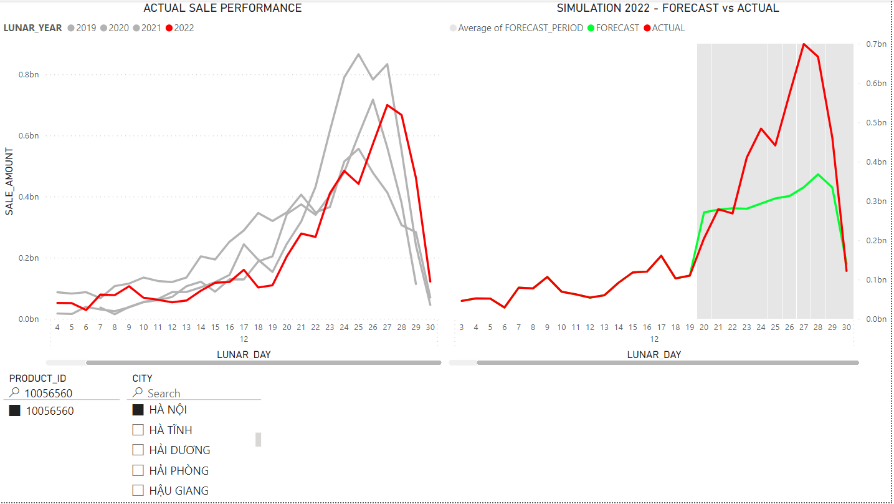 ACTUAL SALE PERFORMANCE
LUNAR_YEAR 2019 2020 2021 2022
0.8bn
0.6bn
0.4bn
0.2bn
0.0bn
SALE_AMOUNT
4 5 6 7 8 9 10 11 12 13 14 15 16 17 18 19 20 21 22 23 24 25 26 27 28 29 30
12
LUNAR_DAY
SIMULATION 2022 - FORECAST vs ACTUAL
Average of FORECAST_PERIOD FORECAST ACTUAL
0.7bn
0.6bn
0.5bn
0.4bn
0.3bn
0.2bn
0.1bn
0.0bn
3 4 5 6 7 8 9 10 11 12 13 14 15 16 17 18 19 20 21 22 23 24 25 26 27 28 29 30
12
LUNAR_DAY
PRODUCT_ID
10056560
10056560
CITY
Search
HÀ NỘI
HÀ TĨNH
HẢI DƯƠNG
HẢI PHÒNG
HẬU GIANG